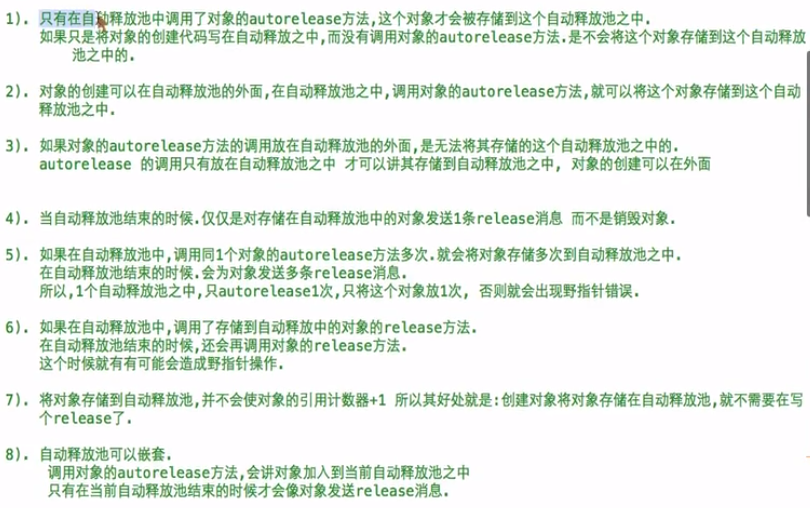 1). 只有在自动释放池中调用了对象的autorelease方法,这个对象才会被存储到这个自动释放池之中.
如果只是将对象的创建代码写在自动释放之中,而没有调用对象的autorelease方法.是不会将这个对象存储到这个自动释放
池之中的.
2). 对象的创建可以在自动释放池的外面,在自动释放池之中,调用对象的autorelease方法,就可以将这个对象存储到这个自动
释放池之中.
3). 如果对象的autorelease方法的调用放在自动释放池的外面,是无法将其存储的这个自动释放池之中的.
autorelease 的调用只有放在自动释放池之中 才可以讲其存储到自动释放池之中, 对象的创建可以在外面
4). 当自动释放池结束的时候.仅仅是对存储在自动释放池中的对象发送1条release消息 而不是销毁对象.
5). 如果在自动释放池中,调用同1个对象的autorelease方法多次.就会将对象存储多次到自动释放池之中.
在自动释放池结束的时候.会为对象发送多条release消息.
所以,1个自动释放池之中,只autorelease1次,只将这个对象放1次, 否则就会出现野指针错误.
6). 如果在自动释放池中,调用了存储到自动释放中的对象的release方法.
在自动释放池结束的时候,还会再调用对象的release方法.
这个时候就有有可能会造成野指针操作.
7). 将对象存储到自动释放池,并不会使对象的引用计数器+1 所以其好处就是:创建对象将对象存储在自动释放池,就不需要在写
个release了.
8). 自动释放池可以嵌套.
调用对象的autorelease方法,会讲对象加入到当前自动释放池之中
只有在当前自动释放池结束的时候才会像对象发送release消息.